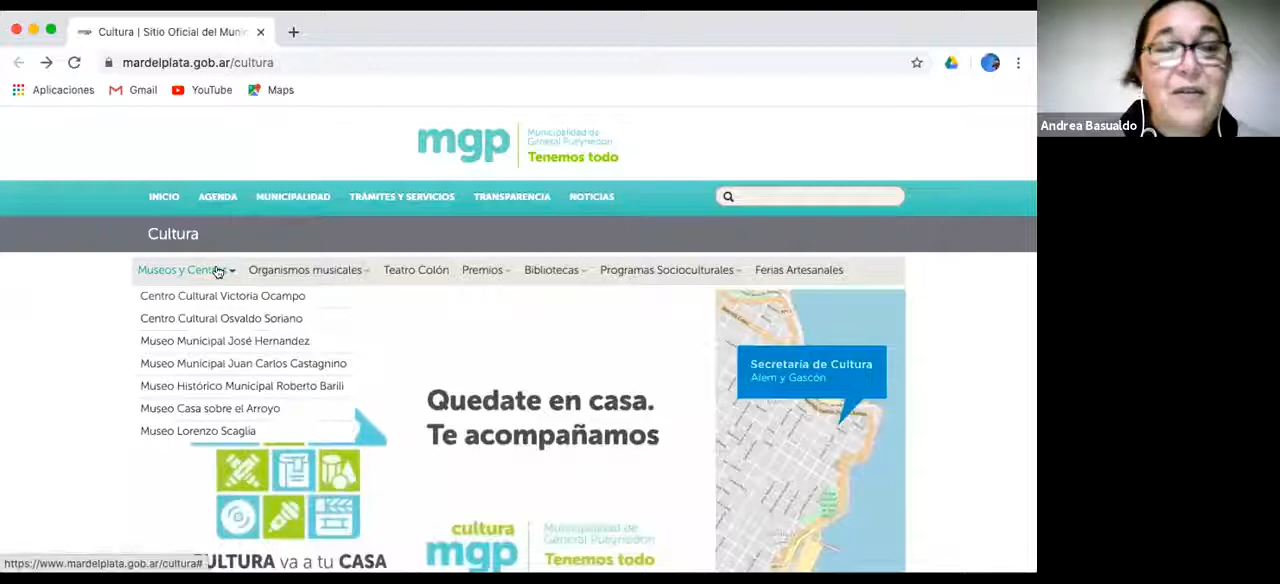 Cultura | Sitio Oficial del Munic
mardelplata.gob.ar/cultura
Aplicaciones Gmail YouTube Maps
Andrea Basualdo
mgp
Municipalidad de
General Pueyrredon
Tenemos todo
INICIO AGENDA MUNICIPALIDAD TRÁMITES Y SERVICIOS TRANSPARENCIA NOTICIAS
Cultura
Museos y Organismos musicales Teatro Colón Premios Bibliotecas Programas Socioculturales Ferias Artesanales
Centro Cultural Victoria Ocampo
Centro Cultural Osvaldo Soriano
Museo Municipal José Hernandez
Museo Municipal Juan Carlos Castagnino
Museo Histórico Municipal Roberto Barili
Museo Casa sobre el Arroyo
Museo Lorenzo Scaglia
Quedate en casa.
Te acompañamos
Secretaría de Cultura
Alem y Gascón
ULTURA va a tu CASA
cultura
mgp
Municipalidad de
General Pueyrredon
Tenemos todo
https://www.mardelplata.gob.ar/cultura#